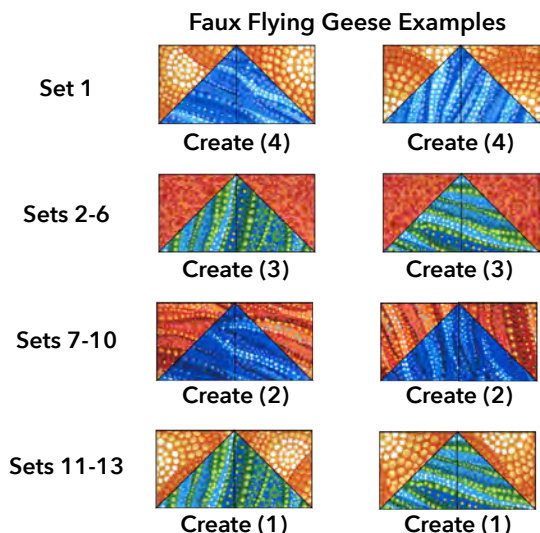 Faux Flying Geese Examples
Set 1
Create (4)
Create (4)
Sets 2-6
Create (3)
Create (3)
Sets 7-10
Create (2)
Create (2)
Sets 11-13
Create (1)
Create (1)